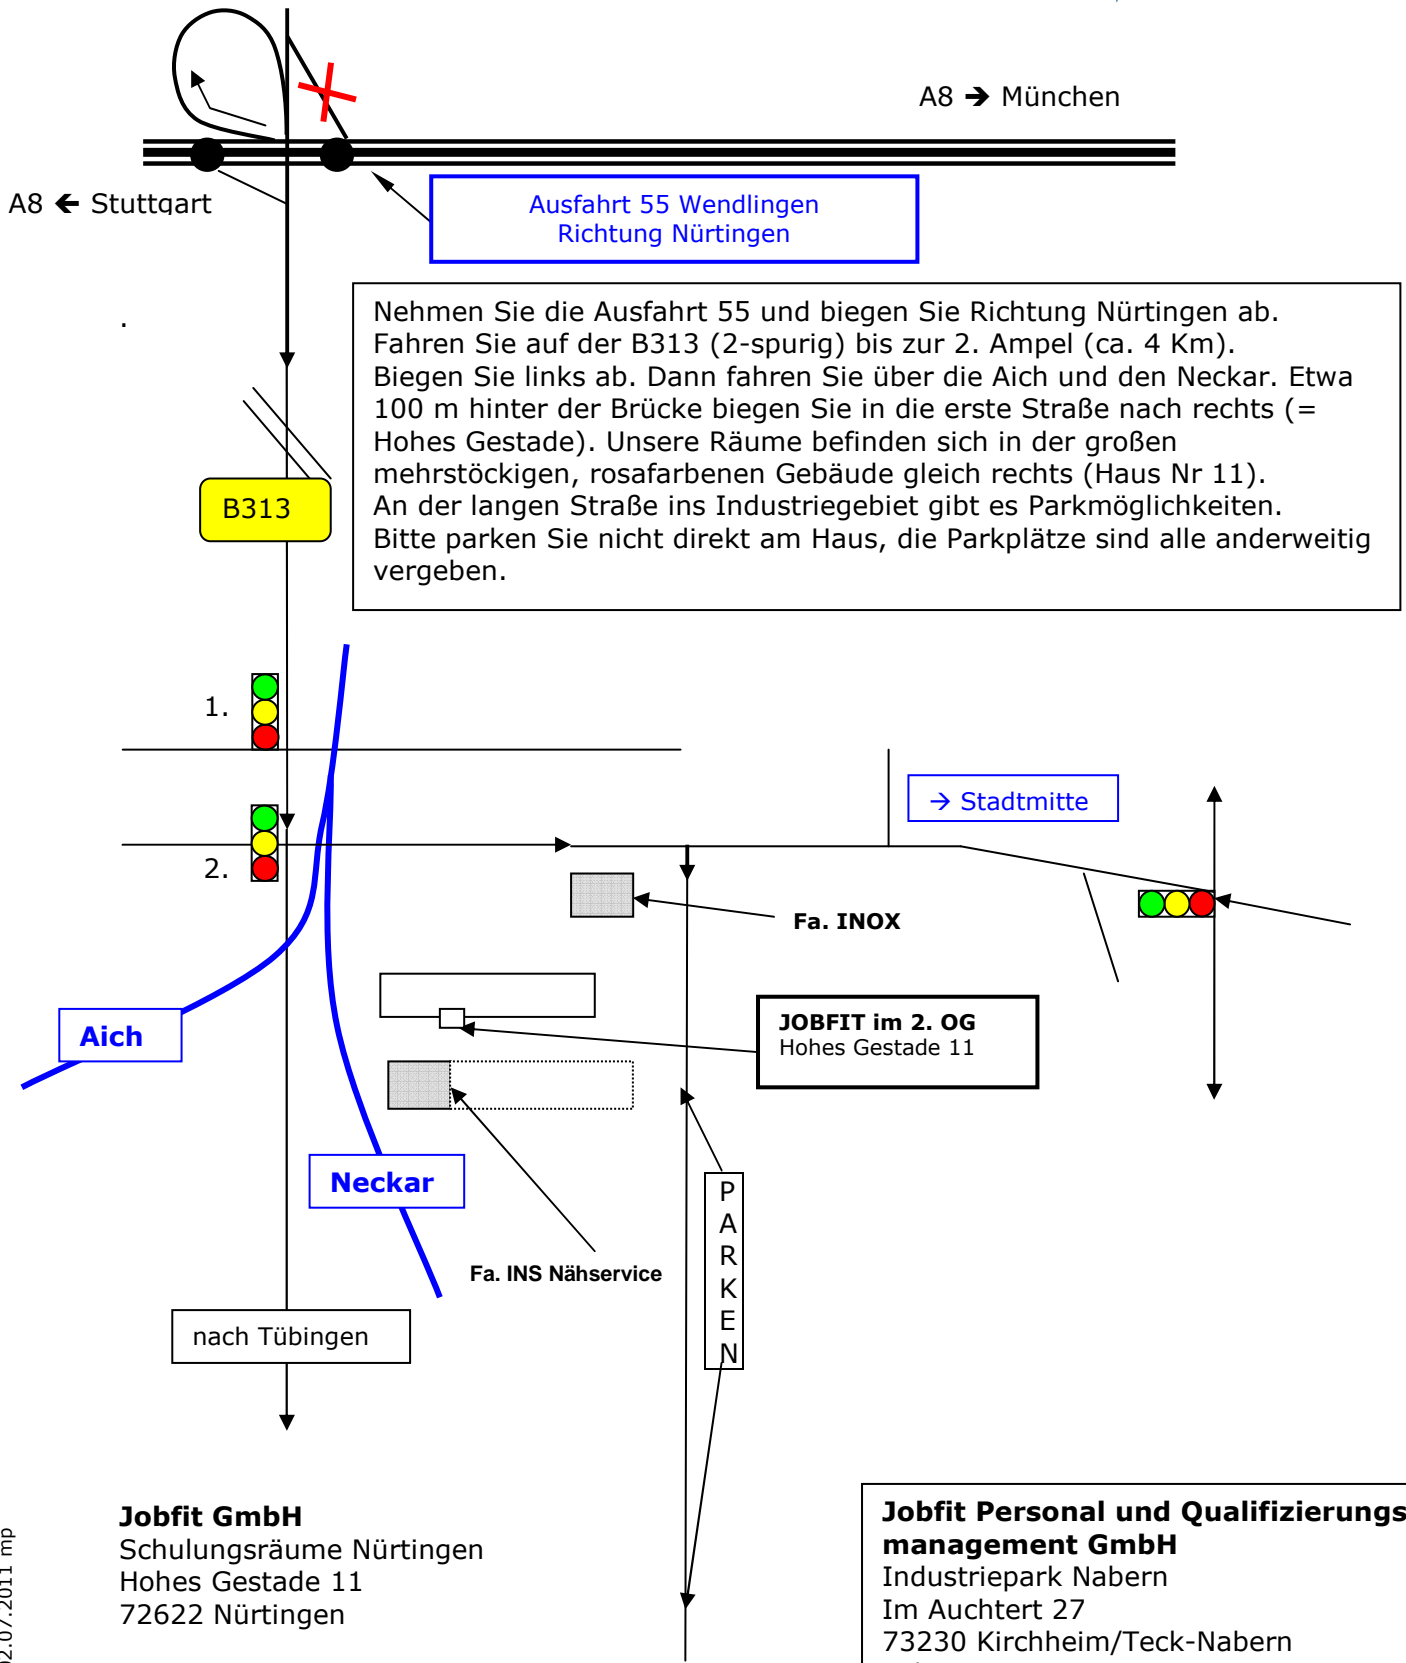 A8 → München
A8 ← Stuttgart
Ausfahrt 55 Wendlingen
Richtung Nürtingen
.
Nehmen Sie die Ausfahrt 55 und biegen Sie Richtung Nürtingen ab.
Fahren Sie auf der B313 (2-spurig) bis zur 2. Ampel (ca. 4 Km).
Biegen Sie links ab. Dann fahren Sie über die Aich und den Neckar. Etwa
100 m hinter der Brücke biegen Sie in die erste Straße nach rechts (=
Hohes Gestade). Unsere Räume befinden sich in der großen
mehrstöckigen, rosafarbenen Gebäude gleich rechts (Haus Nr 11).
An der langen Straße ins Industriegebiet gibt es Parkmöglichkeiten.
Bitte parken Sie nicht direkt am Haus, die Parkplätze sind alle anderweitig
vergeben.
B313
1.
→ Stadtmitte
2.
Fa. INOX
Aich
JOBFIT im 2. OG
Hohes Gestade 11
Neckar
P
A
R
K
E
N
Fa. INS Nähservice
nach Tübingen
Jobfit GmbH
Schulungsräume Nürtingen
Hohes Gestade 11
72622 Nürtingen
Jobfit Personal und Qualifizierungs
management GmbH
Industriepark Nabern
Im Auchtert 27
73230 Kirchheim/Teck-Nabern
02.07.2011 mp